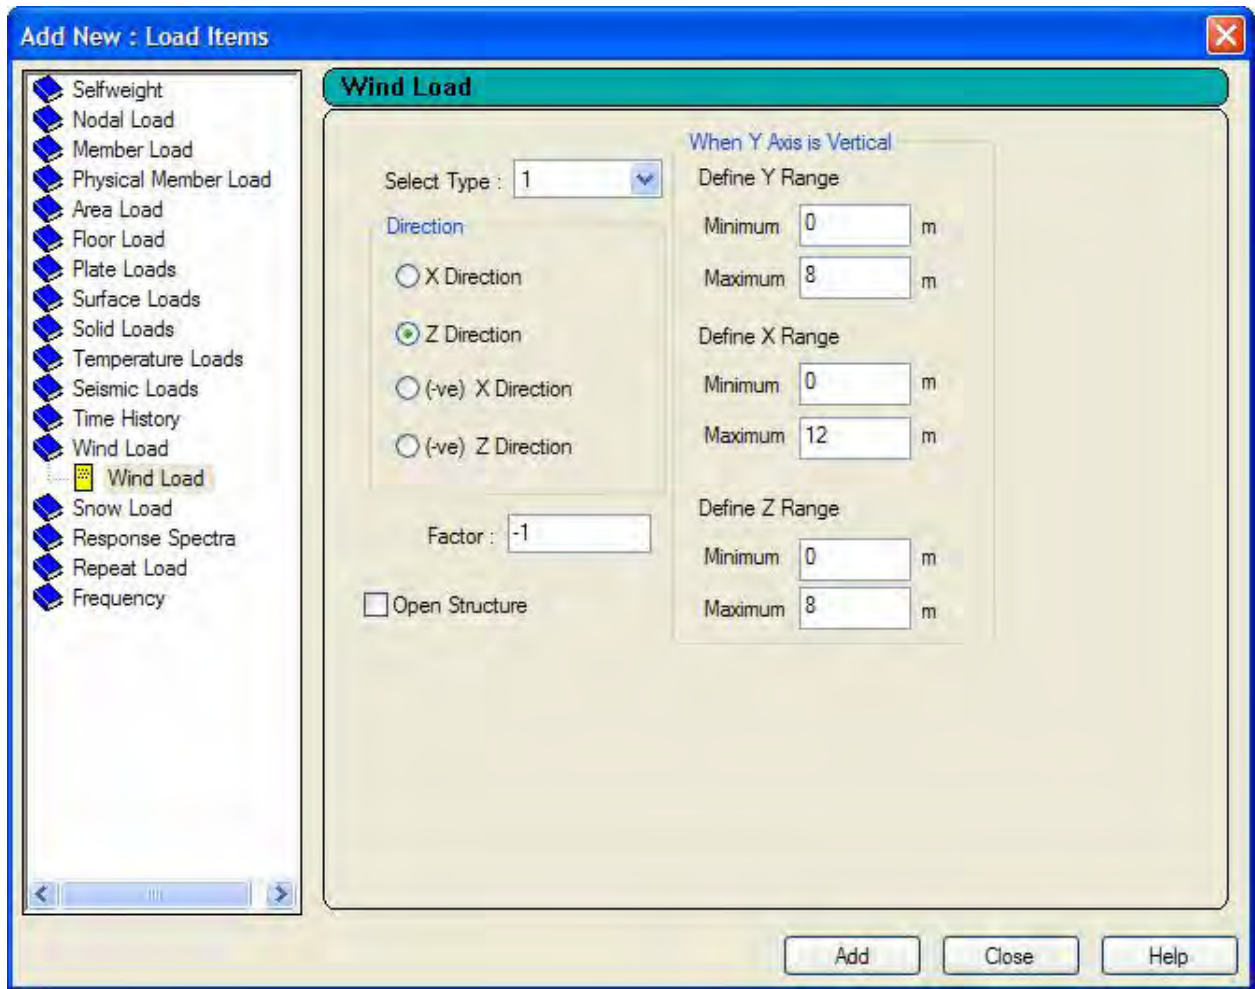 Add New : Load Items
Selfweight
Nodal Load
Member Load
Physical Member Load
Area Load
Floor Load
Plate Loads
Surface Loads
Solid Loads
Temperature Loads
Seismic Loads
Time History
Wind Load
Wind Load
Snow Load
Response Spectra
Repeat Load
Frequency
Wind Load
Select Type : 1
Direction
X Direction
Z Direction
(-ve) X Direction
(-ve) Z Direction
Factor : -1
Open Structure
When Y Axis is Vertical
Define Y Range
Minimum 0 m
Maximum 8 m
Define X Range
Minimum 0 m
Maximum 12 m
Define Z Range
Minimum 0 m
Maximum 8 m
Add Close Help